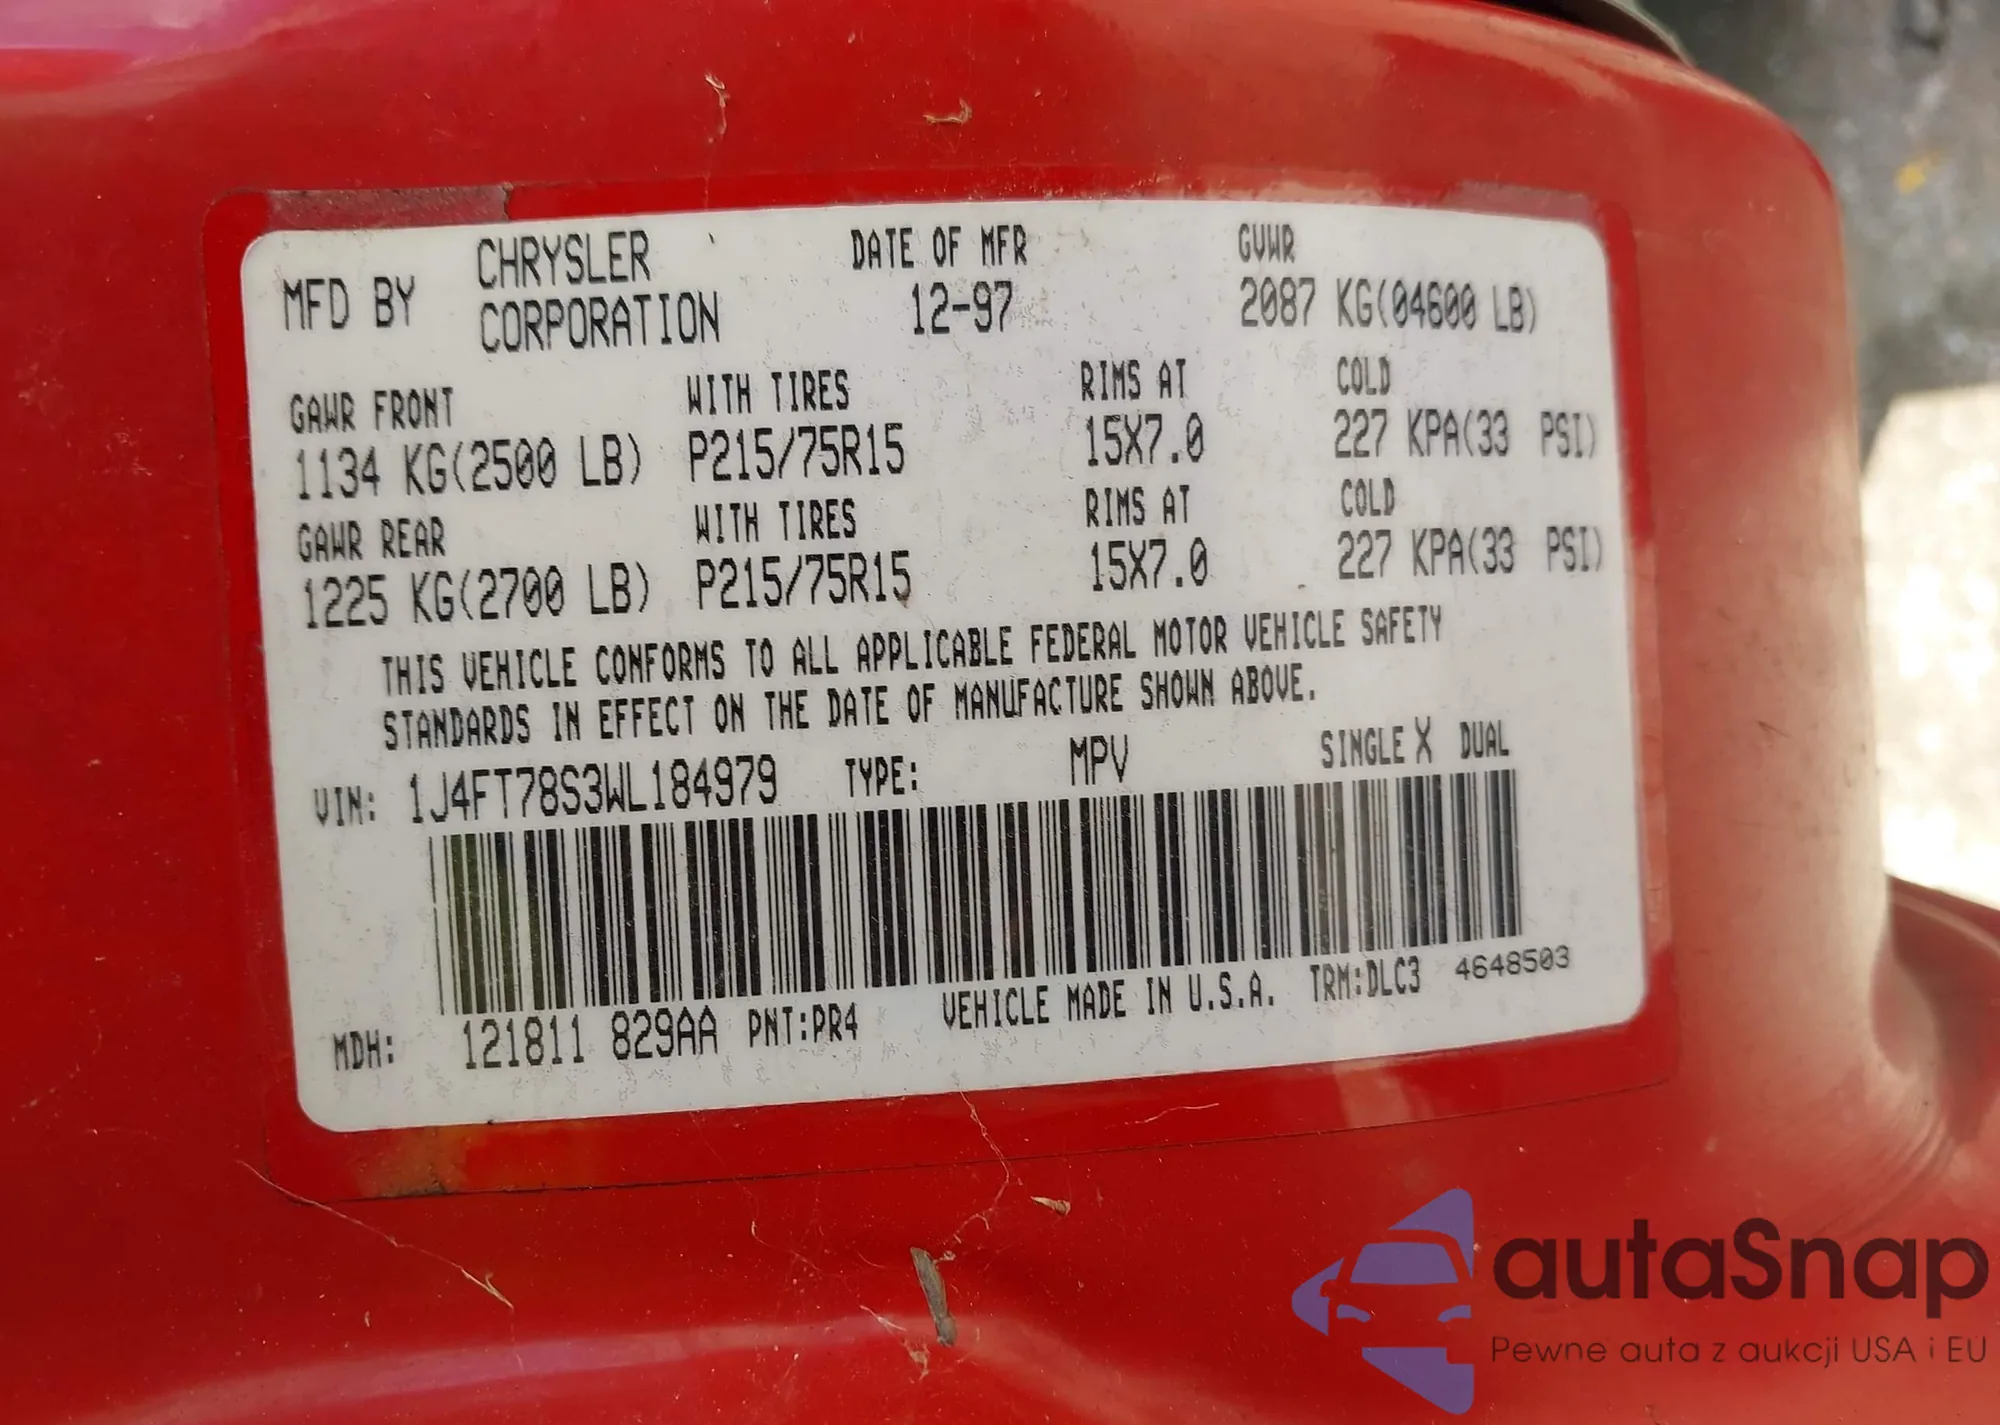 MFD BY CHRYSLER CORPORATION DATE OF MFR 12-97 GVWR 2087 KG(04600 LB)
GAWR FRONT WITH TIRES RIMS AT COLD
1134 KG(2500 LB) P215/75R15 15X7.0 227 KPA(33 PSI)
GAWR REAR WITH TIRES RIMS AT COLD
1225 KG(2700 LB) P215/75R15 15X7.0 227 KPA(33 PSI)
THIS VEHICLE CONFORMS TO ALL APPLICABLE FEDERAL MOTOR VEHICLE SAFETY
STANDARDS IN EFFECT ON THE DATE OF MANUFACTURE SHOWN ABOVE.
VIN: 1J4FT78S3WL184979 TYPE: MPV SINGLE X DUAL
MDH: 121811 829AA PNT:PR4 VEHICLE MADE IN U.S.A. TRM:DLC3 4648503
autaSnap
Pewne auta z aukcji USA i EU